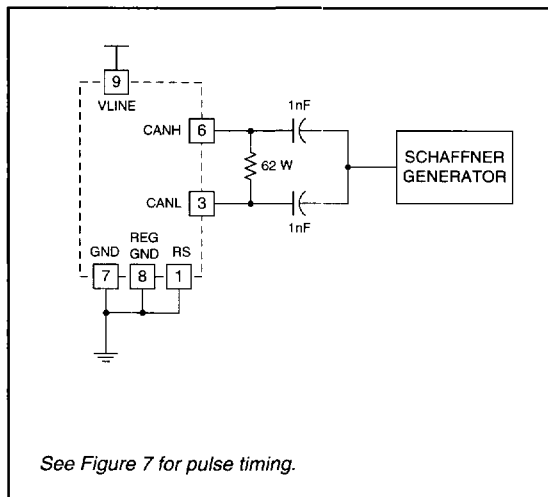 9
VLINE
1nF
CANH 6
62 W
SCHAFFNER
GENERATOR
CANL 3
1nF
GND REG GND RS
7 8 1
See Figure 7 for pulse timing.